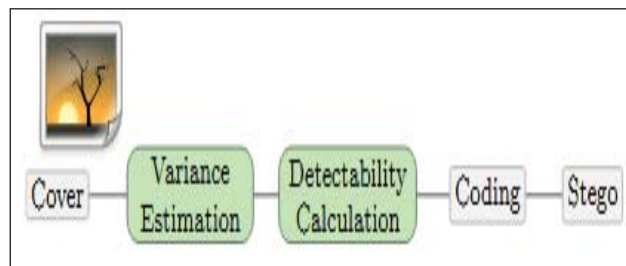 Cover
Variance
Estimation
Detectability
Calculation
Coding
Stego